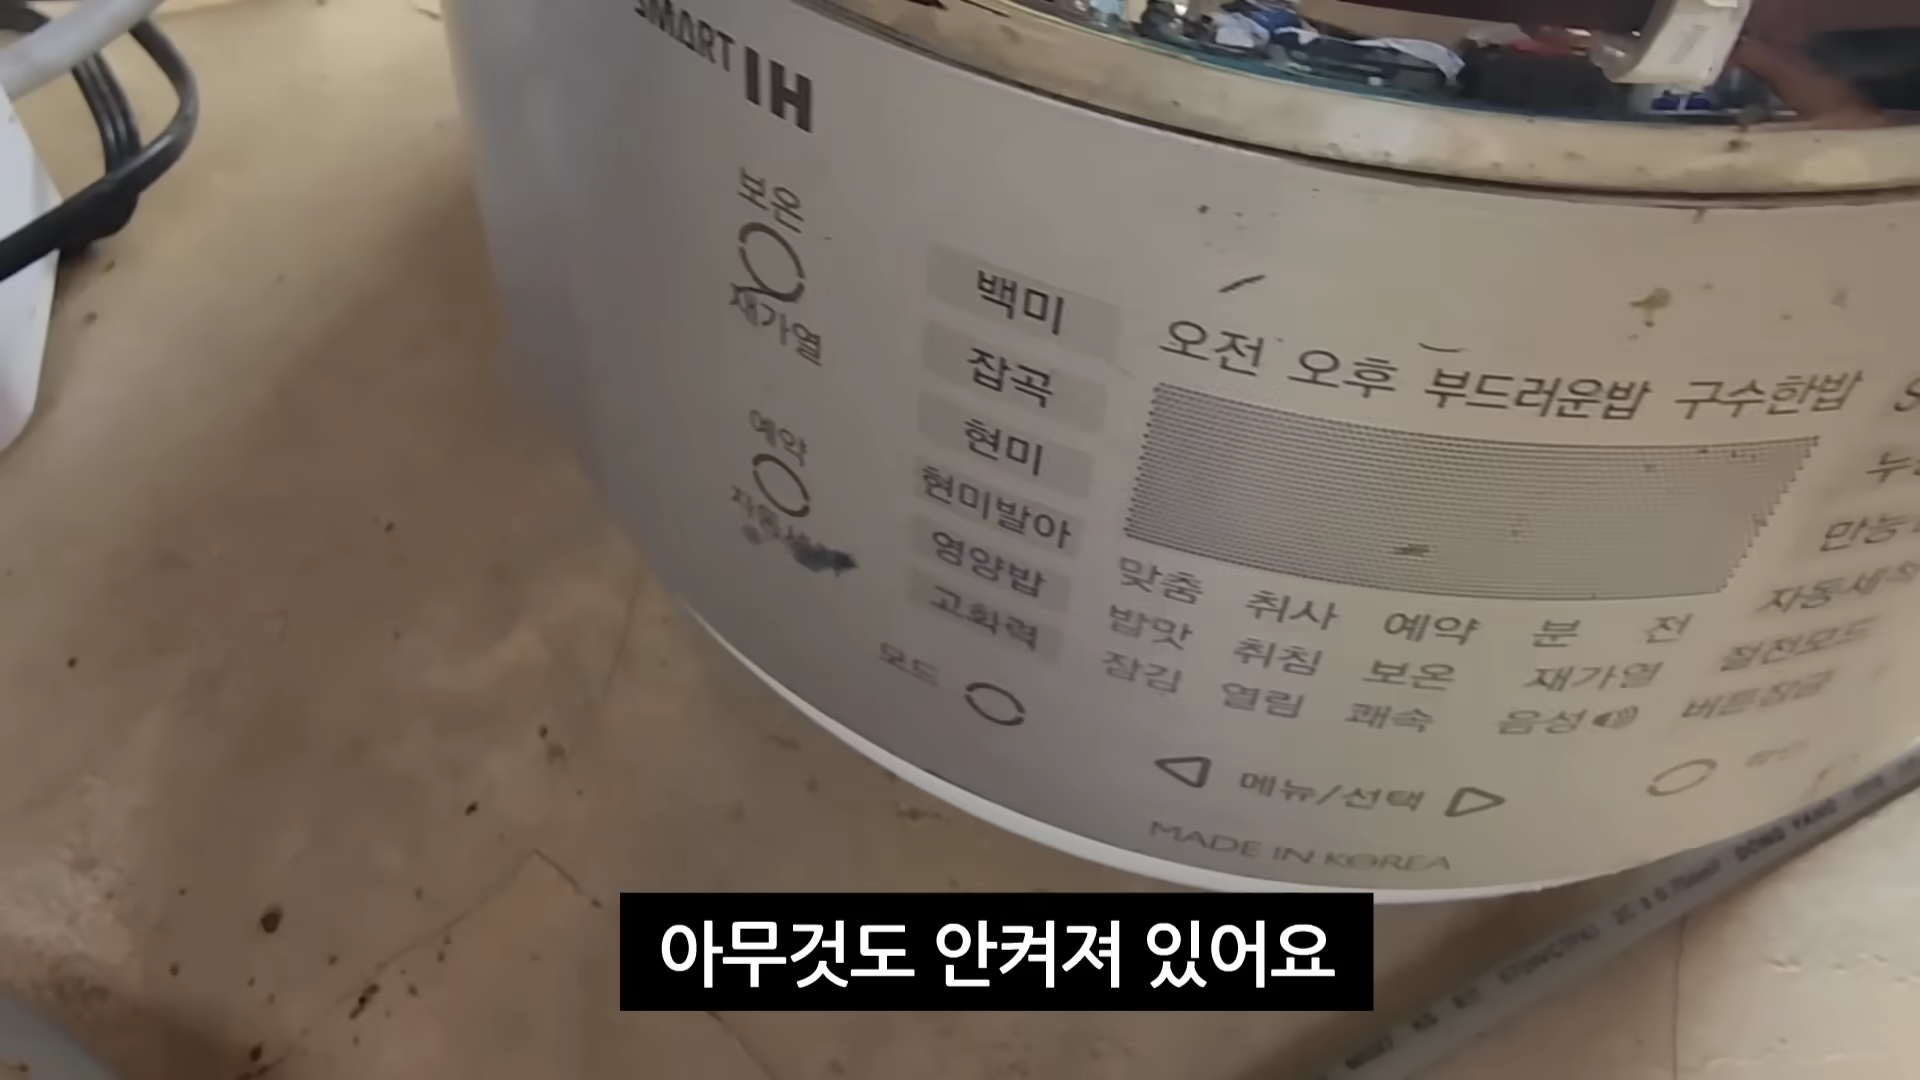 SMART IH
보온
재가열
예약
백미
잡곡
현미
현미발아
영양밥
고화력
모드
오전 오후 부드러운밥 구수한밥
맞춤 취사 예약 분 전
밥맛 취침 보온 재가열 절전모드
잠김 열림 쾌속 음성 버튼잠금
메뉴/선택
MADE IN KOREA
아무것도 안켜져 있어요